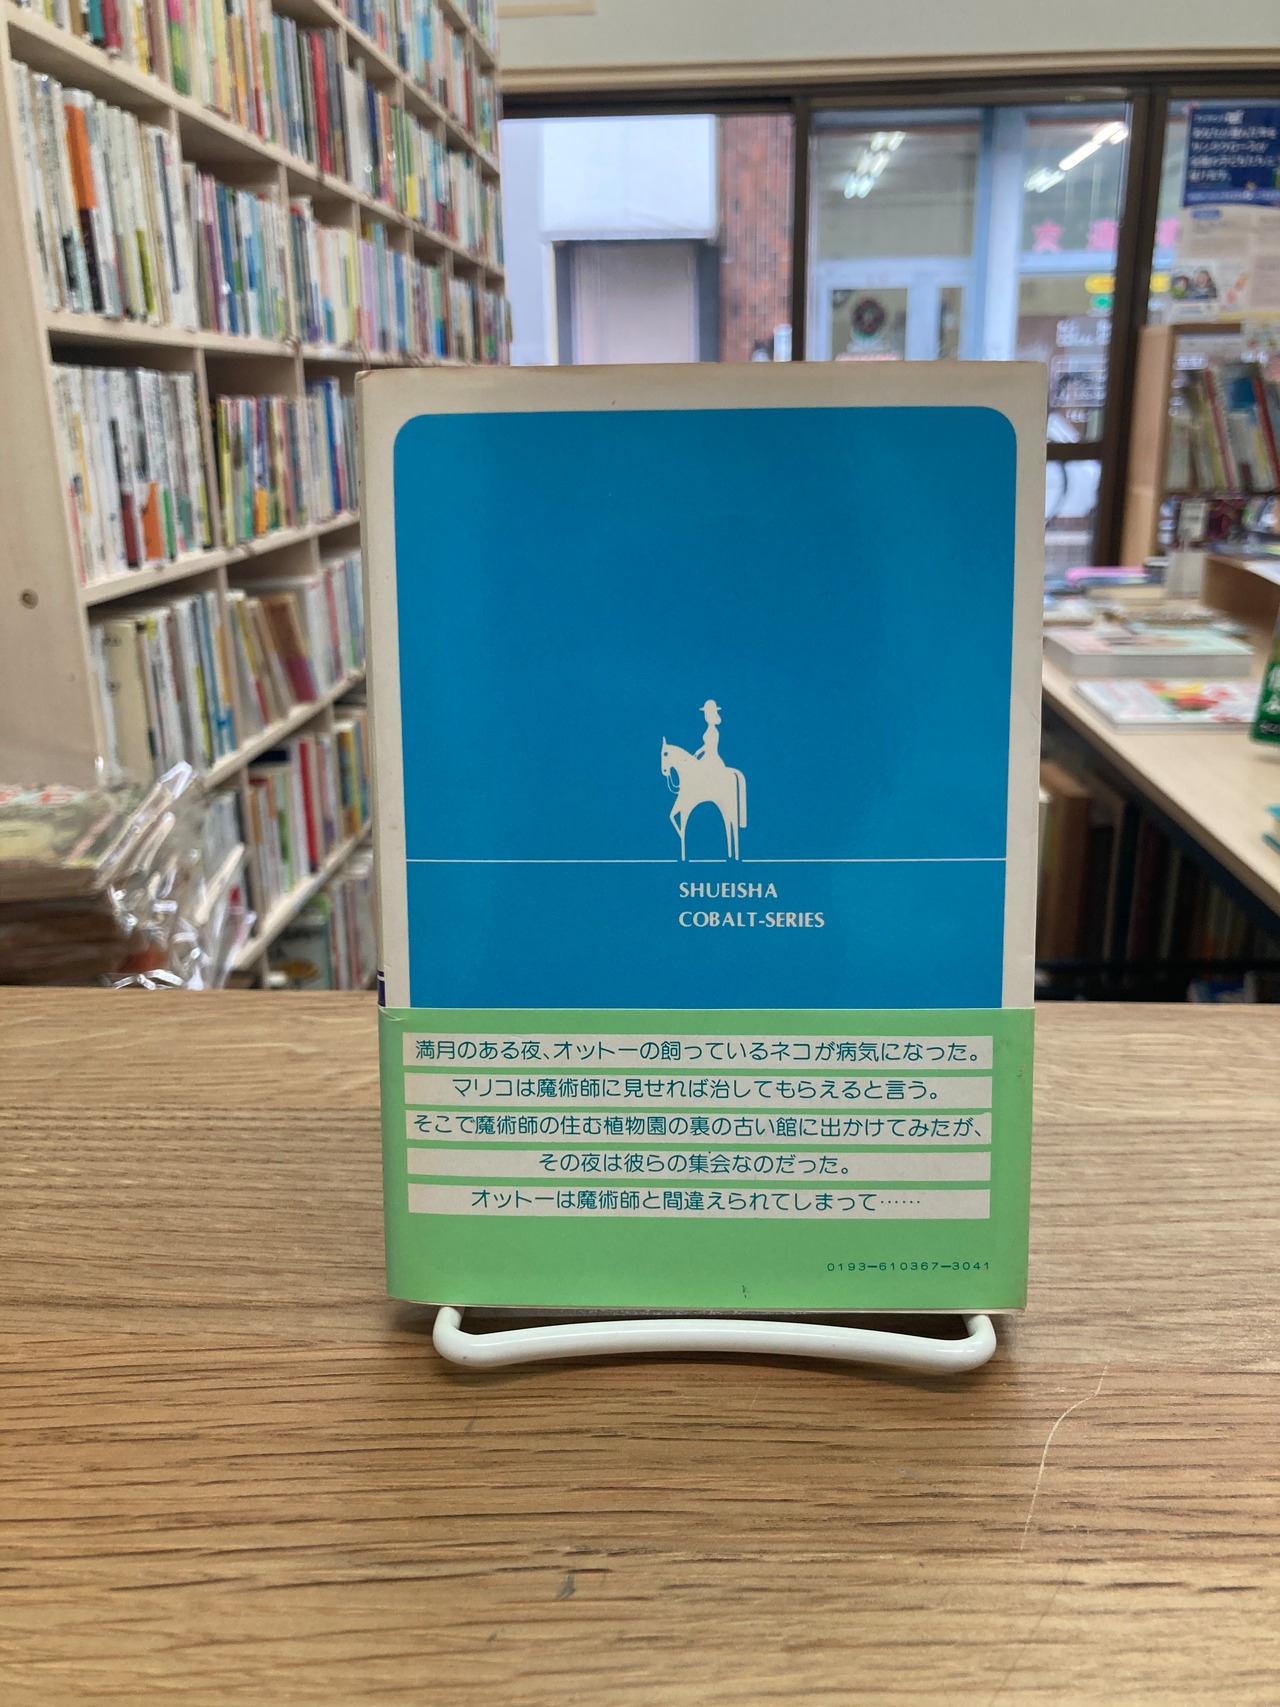 SHUEISHA
COBALT-SERIES
満月のある夜、オットーの飼っているネコが病気になった。
マリコは魔術師に見せれば治してもらえると言う。
そこで魔術師の住む植物園の裏の古い館に出かけてみたが、
その夜は彼らの集会なのだった。
オットーは魔術師と間違えられてしまって……
0193-610367-3041